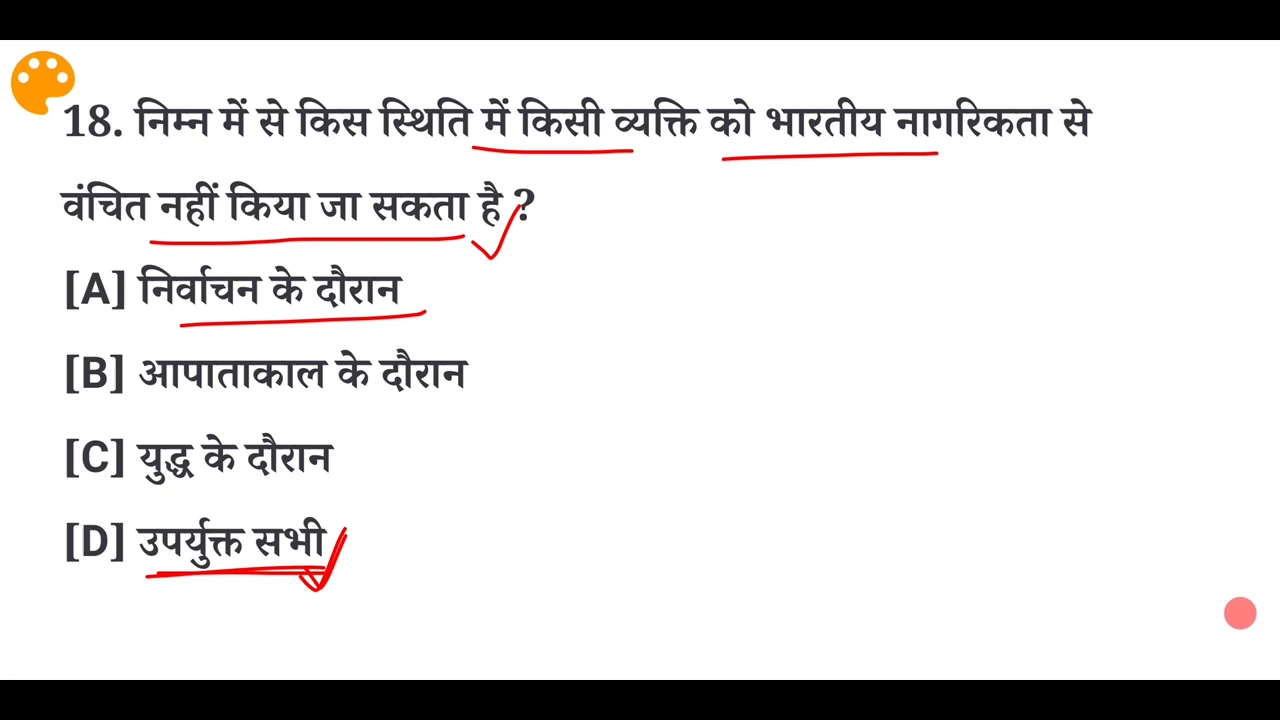 18. निम्न में से किस स्थिति में किसी व्यक्ति को भारतीय नागरिकता से
वंचित नहीं किया जा सकता है ?
[A] निर्वाचन के दौरान
[B] आपाताकाल के दौरान
[C] युद्ध के दौरान
[D] उपर्युक्त सभी